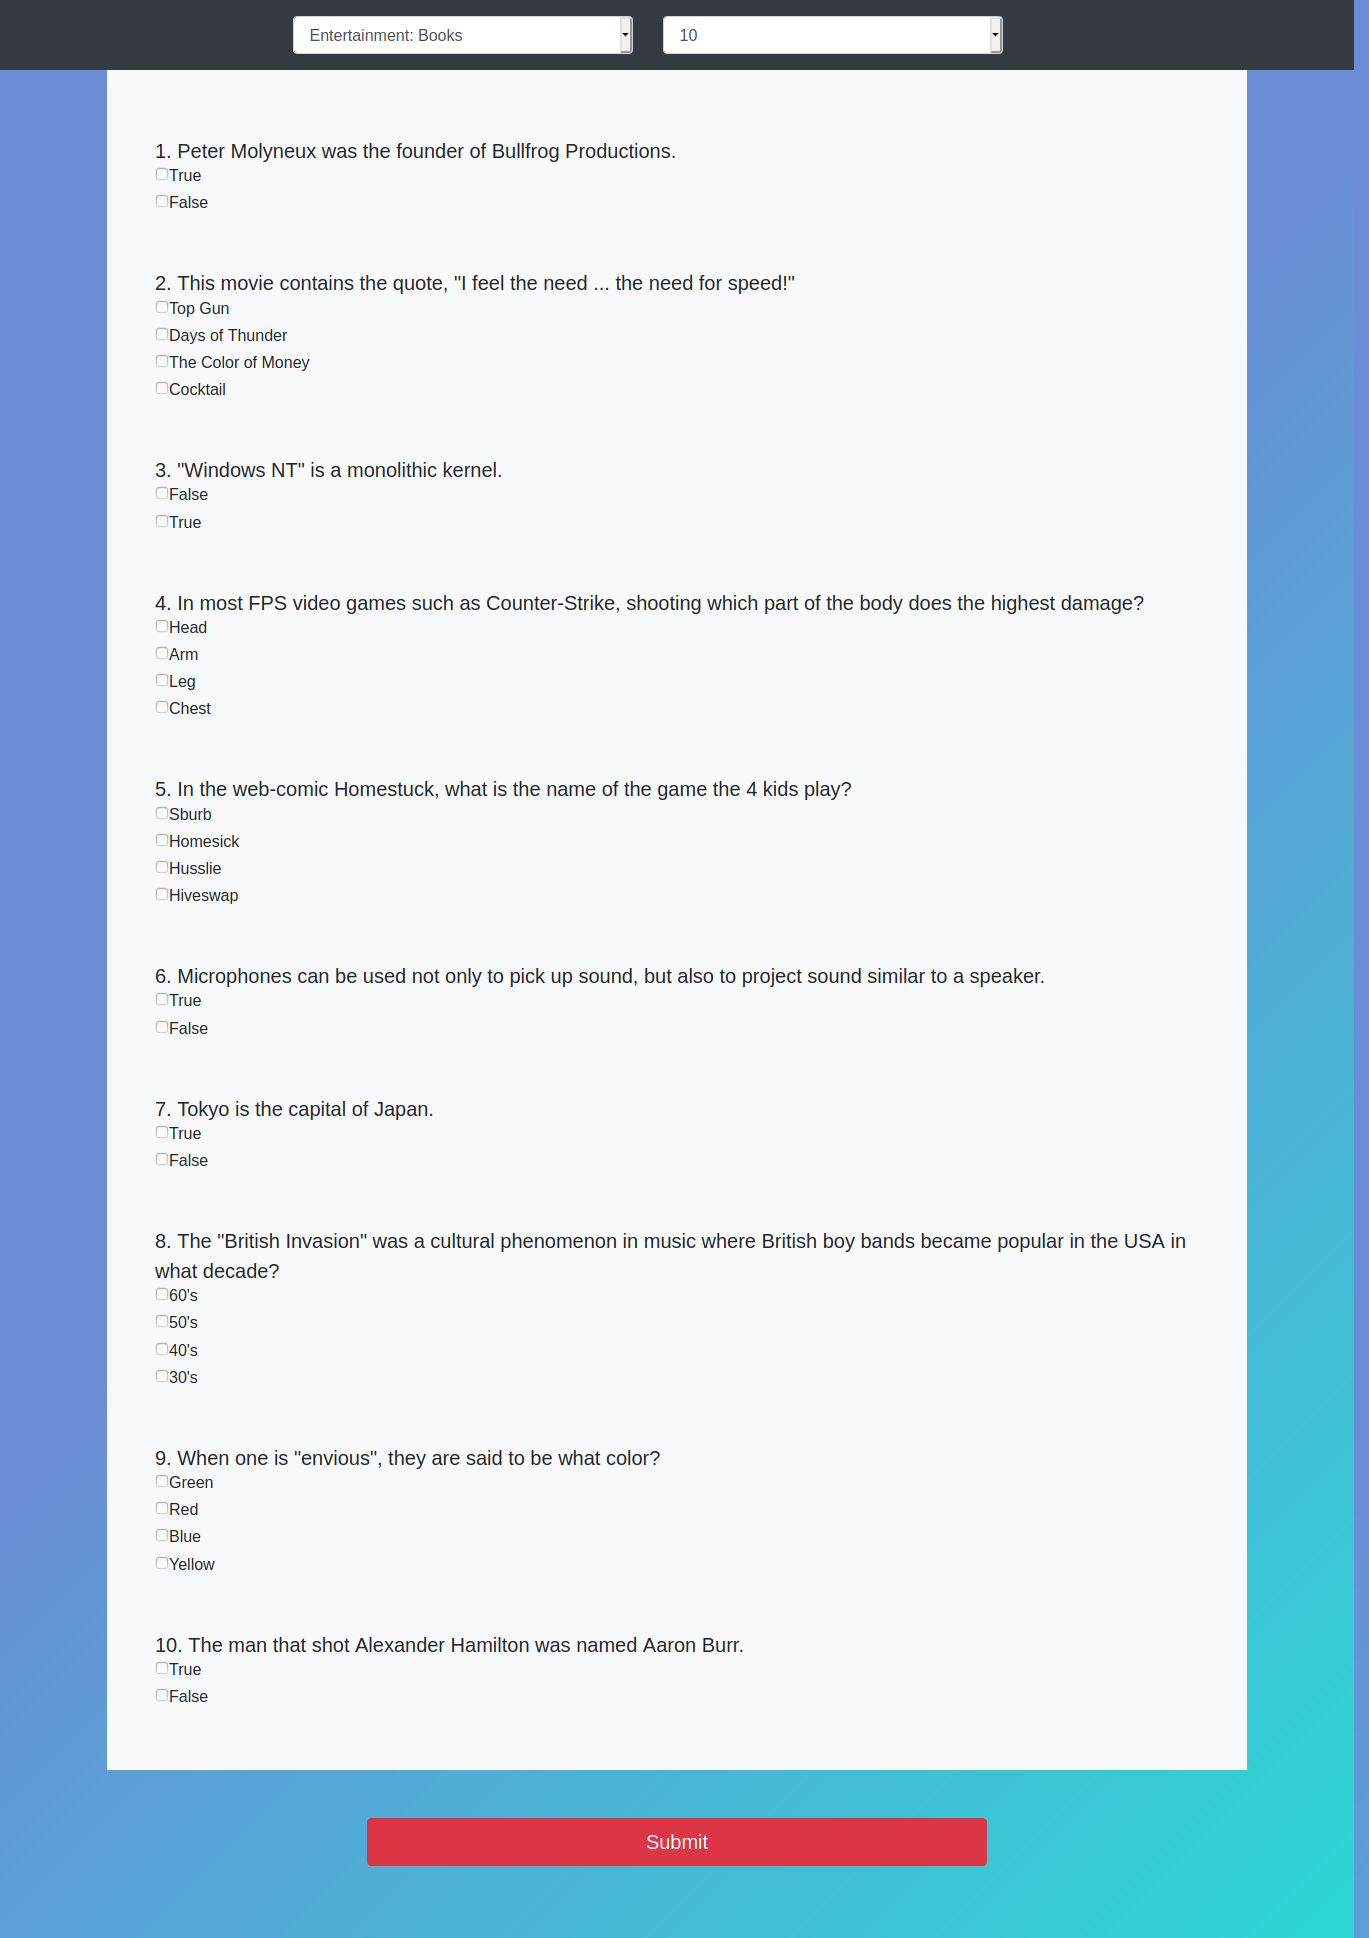 Entertainment: Books 10
1. Peter Molyneux was the founder of Bullfrog Productions.
True
False
2. This movie contains the quote, "I feel the need ... the need for speed!"
Top Gun
Days of Thunder
The Color of Money
Cocktail
3. "Windows NT" is a monolithic kernel.
False
True
4. In most FPS video games such as Counter-Strike, shooting which part of the body does the highest damage?
Head
Arm
Leg
Chest
5. In the web-comic Homestuck, what is the name of the game the 4 kids play?
Sburb
Homesick
Husslie
Hiveswap
6. Microphones can be used not only to pick up sound, but also to project sound similar to a speaker.
True
False
7. Tokyo is the capital of Japan.
True
False
8. The "British Invasion" was a cultural phenomenon in music where British boy bands became popular in the USA in
what decade?
60's
50's
40's
30's
9. When one is "envious", they are said to be what color?
Green
Red
Blue
Yellow
10. The man that shot Alexander Hamilton was named Aaron Burr.
True
False
Submit